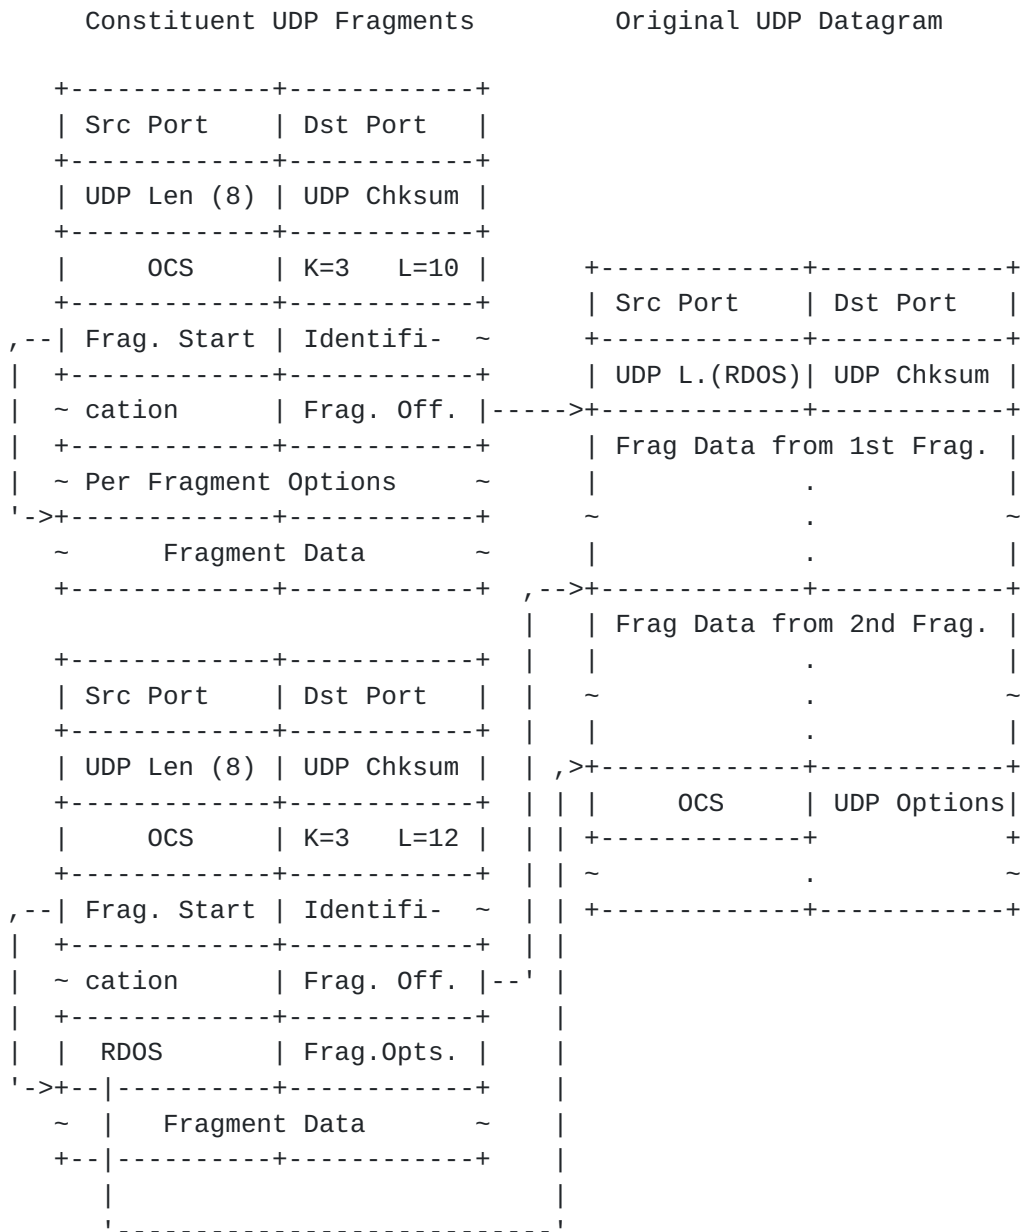 Constituent UDP Fragments Original UDP Datagram
Src Port Dst Port
UDP Len (8) UDP Chksum
OCS K=3 L=10
Frag. Start Identifi-
cation Frag. Off.
Per Fragment Options
Fragment Data
Src Port Dst Port
UDP Len (8) UDP Chksum
OCS K=3 L=12
Frag. Start Identifi-
cation Frag. Off.
RDOS Frag.Opts.
Fragment Data
Src Port Dst Port
UDP L.(RDOS) UDP Chksum
Frag Data from 1st Frag.
Frag Data from 2nd Frag.
OCS UDP Options